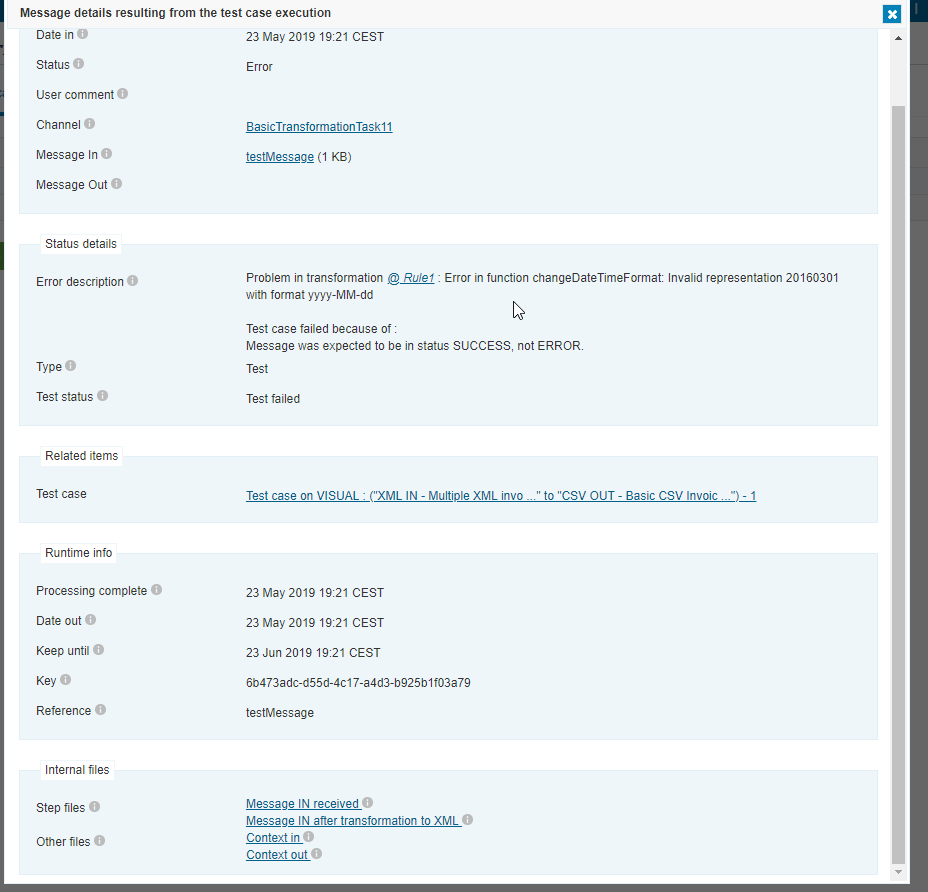 Message details resulting from the test case execution
Date in
23 May 2019 19:21 CEST
Status
Error
User comment
Channel
BasicTransformationTask11
Message In
testMessage (1 KB)
Message Out
Status details
Error description
Problem in transformation @ Rule1 : Error in function changeDateTimeFormat: Invalid representation 20160301
with format yyyy-MM-dd
Test case failed because of :
Message was expected to be in status SUCCESS, not ERROR.
Type
Test
Test status
Test failed
Related items
Test case
Test case on VISUAL : ("XML IN - Multiple XML invo ..." to "CSV OUT - Basic CSV Invoic ...") - 1
Runtime info
Processing complete
23 May 2019 19:21 CEST
Date out
23 May 2019 19:21 CEST
Keep until
23 Jun 2019 19:21 CEST
Key
6b473adc-d55d-4c17-a4d3-b925b1f03a79
Reference
testMessage
Internal files
Step files
Message IN received
Message IN after transformation to XML
Other files
Context in
Context out